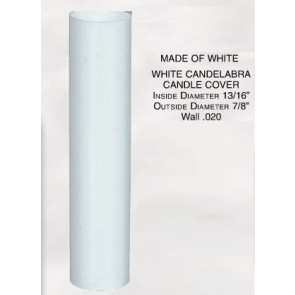 MADE OF WHITE
WHITE CANDELABRA
CANDLE COVER
INSIDE DIAMETER 13/16"
OUTSIDE DIAMETER 7/8"
Wall .020